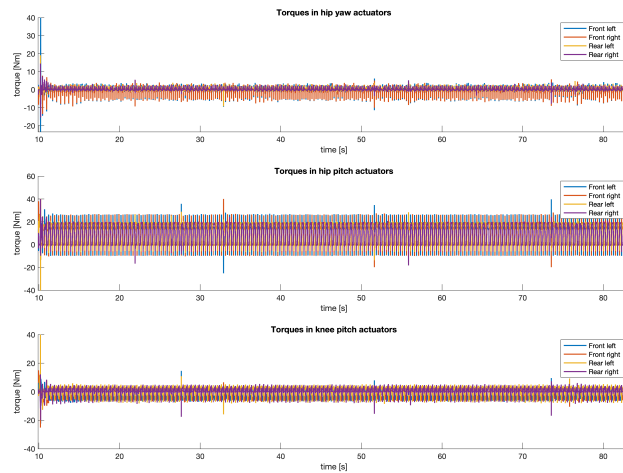 Torques in hip yaw actuators
torque [Nm]
40
30
20
10
0
-10
-20
10 20 30 40 50 60 70 80
time [s]
Front left
Front right
Rear left
Rear right
Torques in hip pitch actuators
torque [Nm]
60
40
20
0
-20
-40
10 20 30 40 50 60 70 80
time [s]
Front left
Front right
Rear left
Rear right
Torques in knee pitch actuators
torque [Nm]
40
20
0
-20
-40
10 20 30 40 50 60 70 80
time [s]
Front left
Front right
Rear left
Rear right